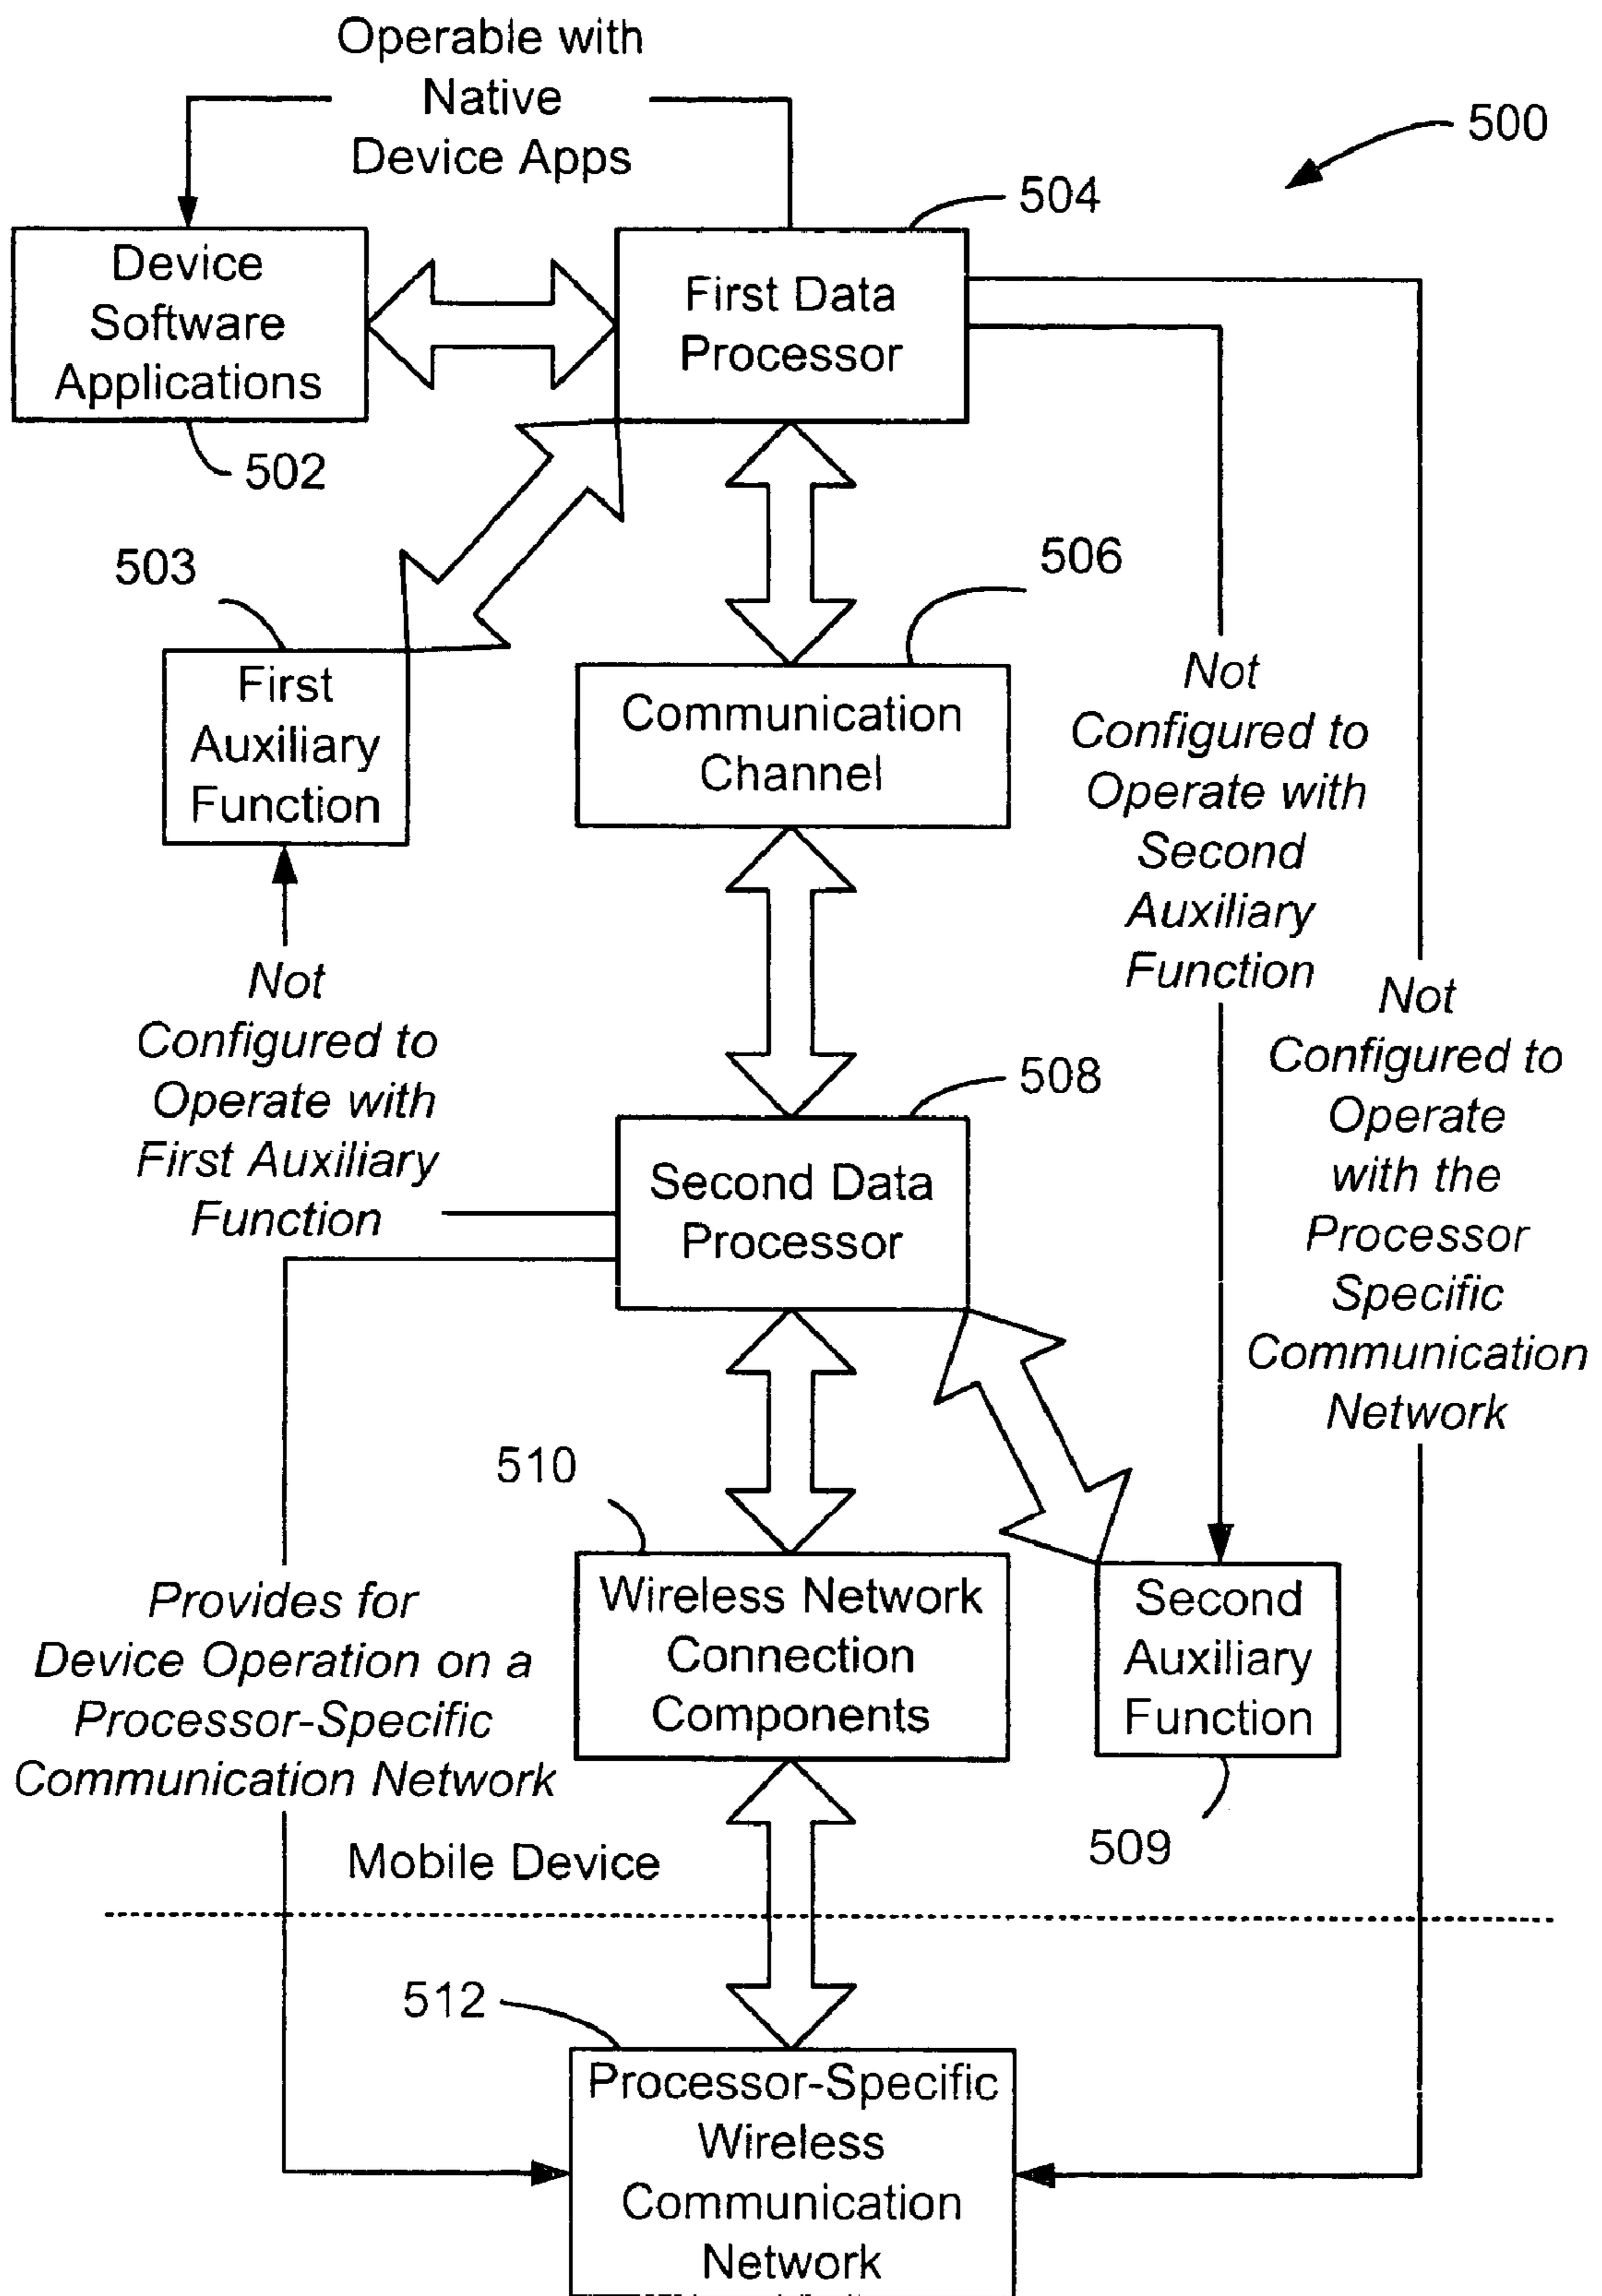 Operable with
Native
Device Apps
500
504
Device
Software
Applications
First Data
Processor
502
503
506
First
Auxiliary
Function
Communication
Channel
Not
Configured to
Operate with
Second
Auxiliary
Function
Not
Configured to
Operate with
First Auxiliary
Function
Not
Configured to
Operate
with the
Processor
Specific
Communication
Network
508
Second Data
Processor
510
Wireless Network
Connection
Components
Second
Auxiliary
Function
Provides for
Device Operation on a
Processor-Specific
Communication Network
509
Mobile Device
512
Processor-Specific
Wireless
Communication
Network